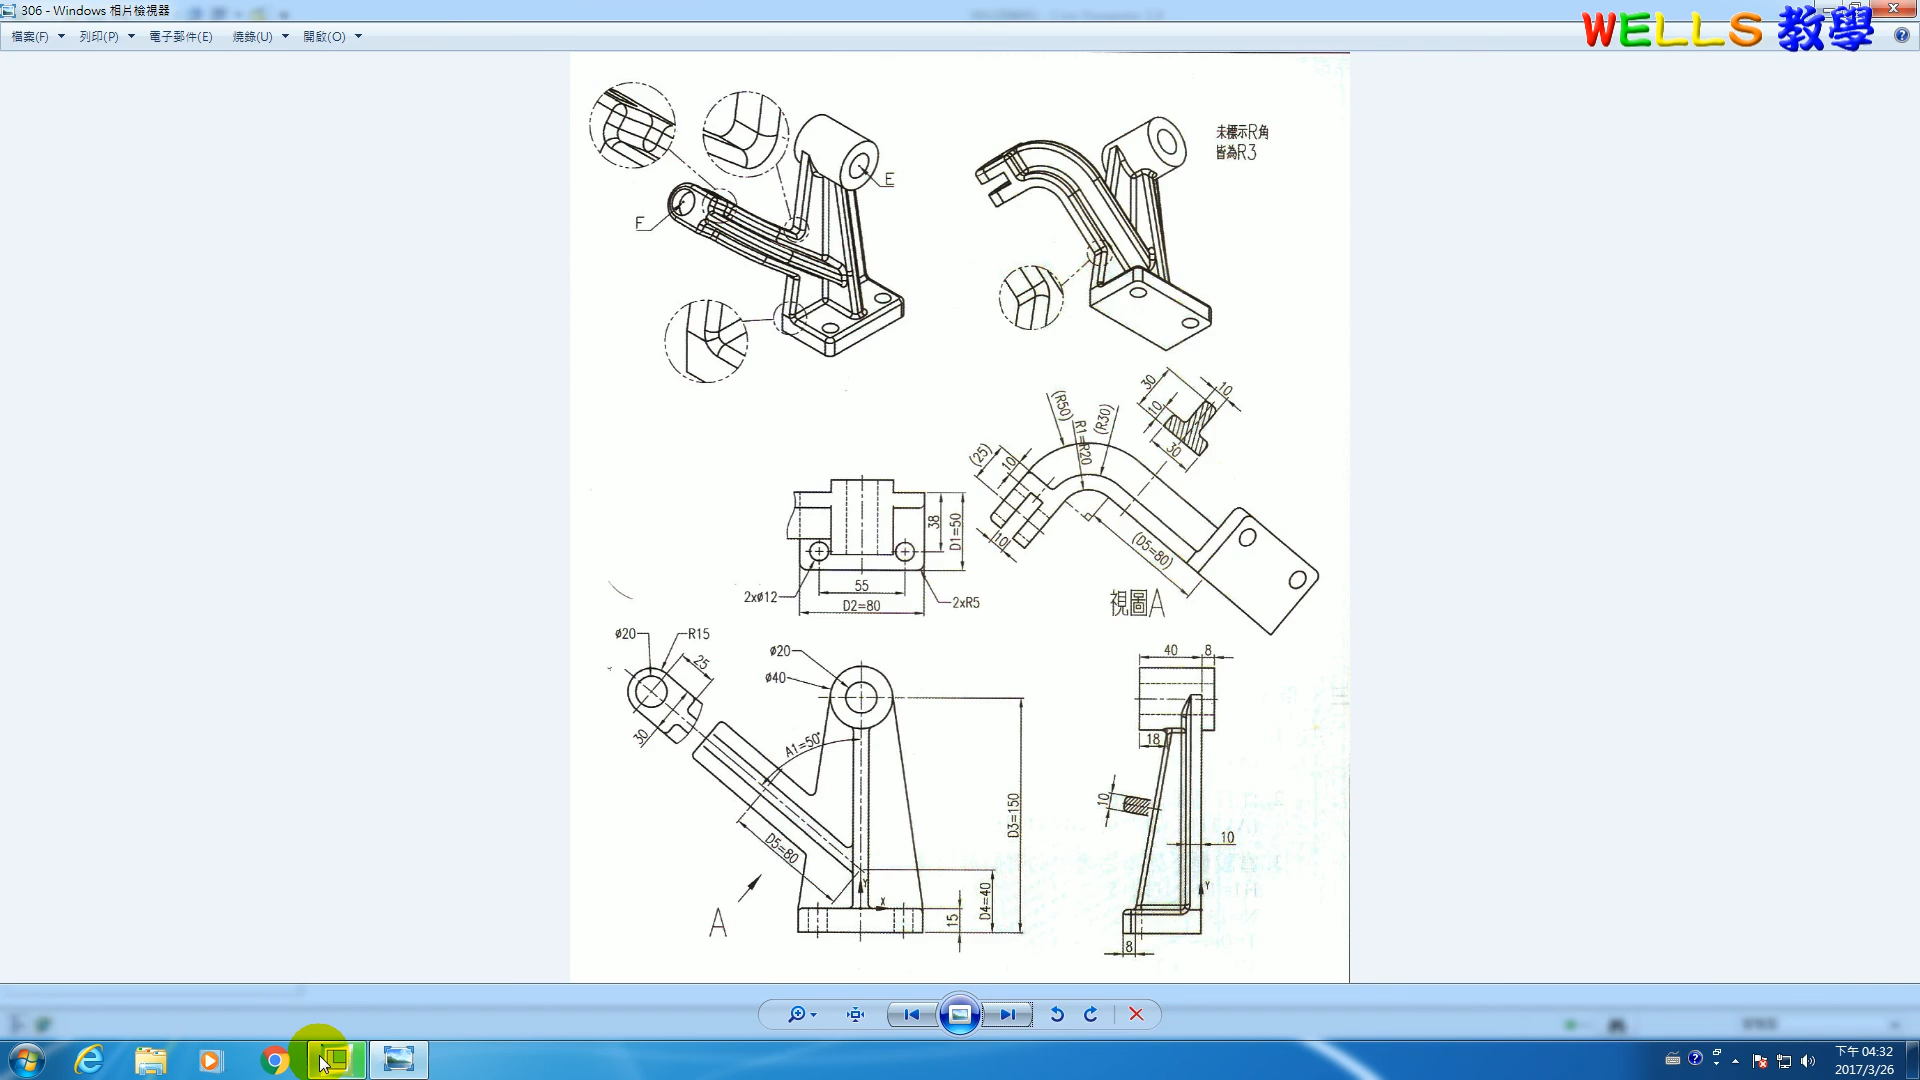 306 - Windows 相片檢視器
檔案(F) 列印(P) 電子郵件(E) 燒錄(U) 開啟(O)
WELLS 教學
未標示R角
皆為R3
E
F
30
10
10
30
(R50)
R1=R20
(R30)
(25)
10
10
(D5=80)
視圖A
38
D1=50
55
2xø12
D2=80
2xR5
ø20
R15
25
30
ø20
ø40
A1=50°
D5=80
D3=150
D4=40
15
Y
X
A
40
8
18
10
10
Y
8
下午 04:32
2017/3/26